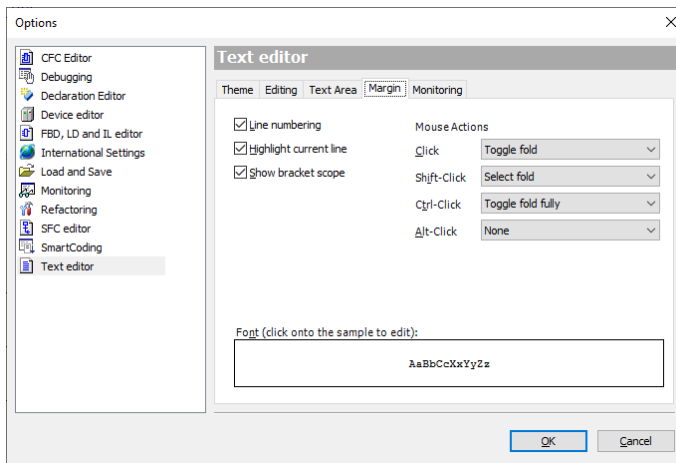 Options
CFC Editor
Debugging
Declaration Editor
Device editor
FBD, LD and IL editor
International Settings
Load and Save
Monitoring
Refactoring
SFC editor
SmartCoding
Text editor
Text editor
Theme Editing Text Area Margin Monitoring
Line numbering
Highlight current line
Show bracket scope
Mouse Actions
Click Toggle fold
Shift-Click Select fold
Ctrl-Click Toggle fold fully
Alt-Click None
Font (click onto the sample to edit):
AaBbCcXxYyZz
OK Cancel